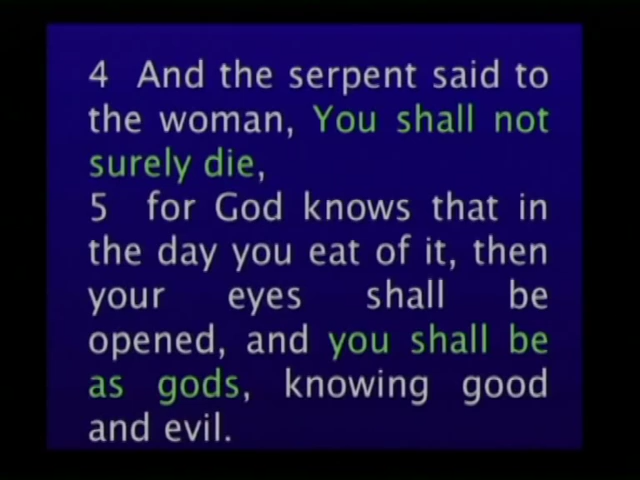 4 And the serpent said to
the woman, You shall not
surely die,
5 for God knows that in
the day you eat of it, then
your eyes shall be
opened, and you shall be
as gods, knowing good
and evil.